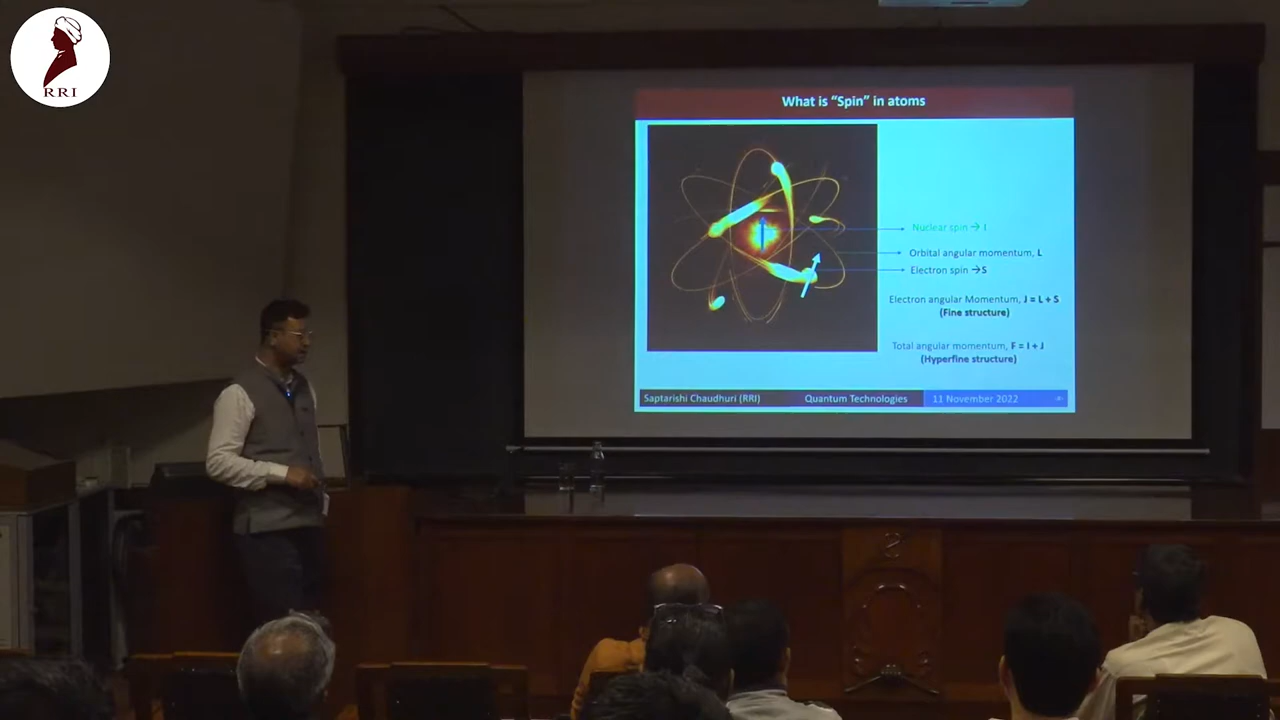 RRI
What is “Spin” in atoms
Nuclear spin → I
Orbital angular momentum, L
Electron spin →S
Electron angular Momentum, J = L + S
(Fine structure)
Total angular momentum, F = I + J
(Hyperfine structure)
Saptarishi Chaudhuri (RRI) Quantum Technologies 11 November 2022